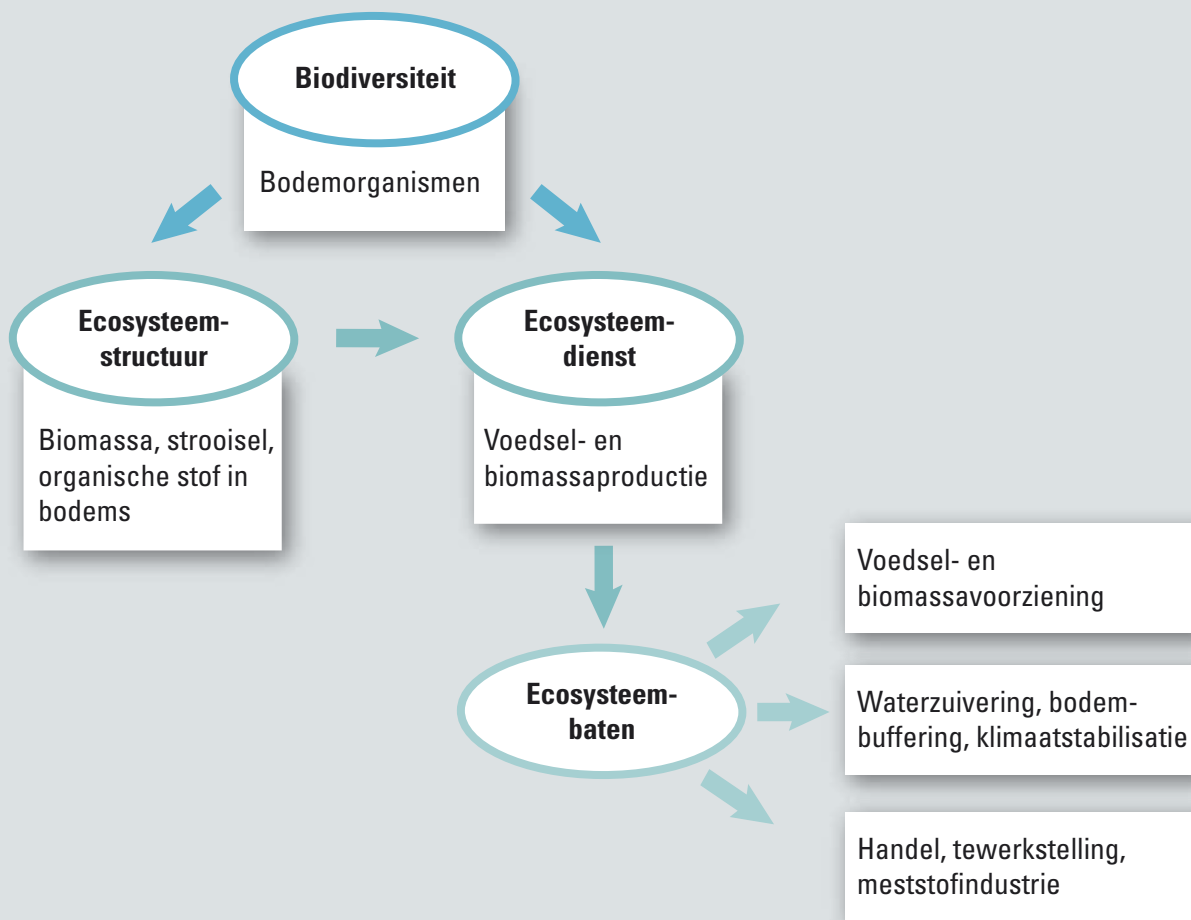 Biodiversiteit
Bodemorganismen
Ecosysteem-
structuur
Biomassa, strooisel,
organische stof in
bodems
Ecosysteem-
dienst
Voedsel- en
biomassaproductie
Ecosysteem-
baten
Voedsel- en
biomassavoorziening
Waterzuivering, bodem-
buffering, klimaatstabilisatie
Handel, tewerkstelling,
meststofindustrie